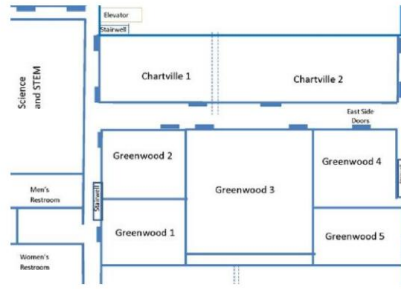 Elevator
Stairwell
Science
and STEM
Chartville 1
Chartville 2
East Side
Doors
Greenwood 2
Greenwood 3
Greenwood 4
Men's
Restroom
Stairwell
Greenwood 1
Greenwood 5
Women's
Restroom